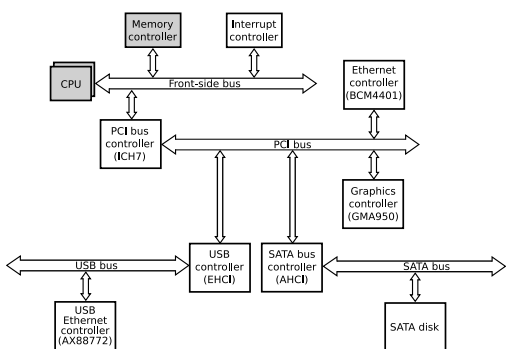 Memory
controller
Interrupt
controller
CPU
Front-side bus
Ethernet
controller
(BCM4401)
PCI bus
controller
(ICH7)
PCI bus
Graphics
controller
(GMA950)
USB bus
USB
controller
(EHCI)
SATA bus
controller
(AHCI)
SATA bus
USB
Ethernet
controller
(AX88772)
SATA disk